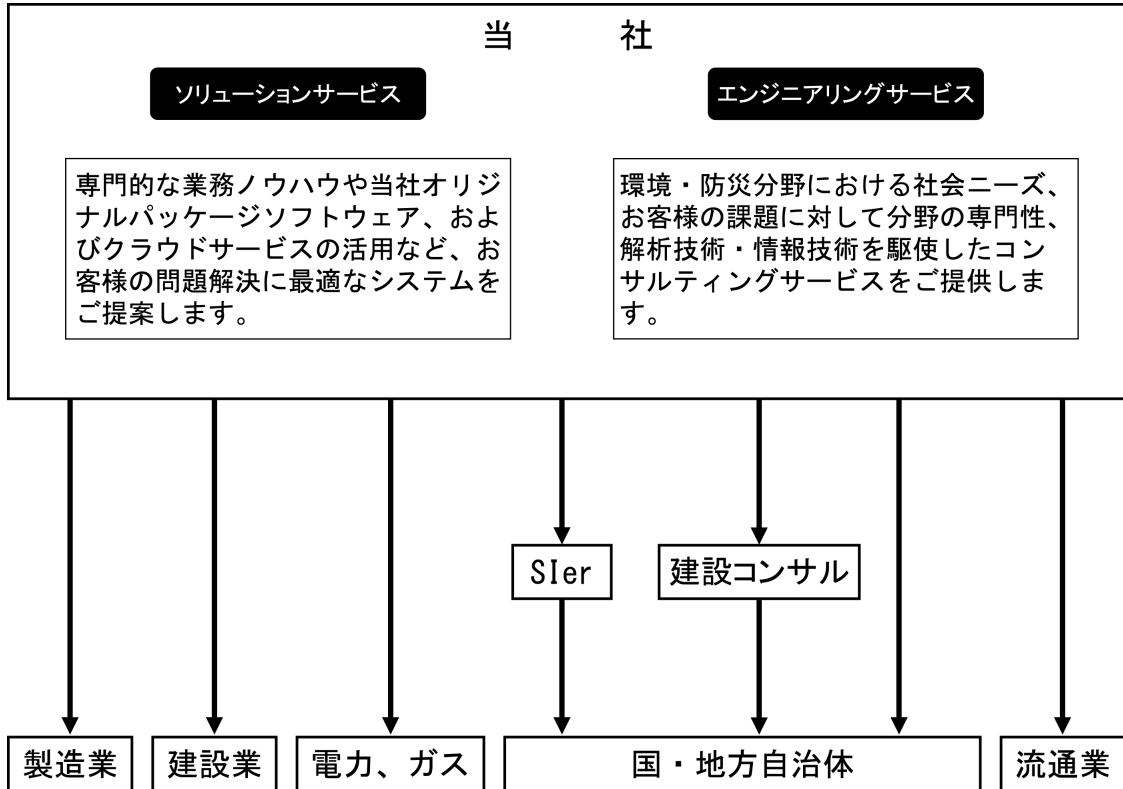 当　社
ソリューションサービス
エンジニアリングサービス
専門的な業務ノウハウや当社オリジ
ナルパッケージソフトウェア、およ
びクラウドサービスの活用など、お
客様の問題解決に最適なシステムを
ご提案します。
環境・防災分野における社会ニーズ、
お客様の課題に対して分野の専門性、
解析技術・情報技術を駆使したコン
サルティングサービスをご提供しま
す。
SIer
建設コンサル
製造業
建設業
電力、ガス
国・地方自治体
流通業